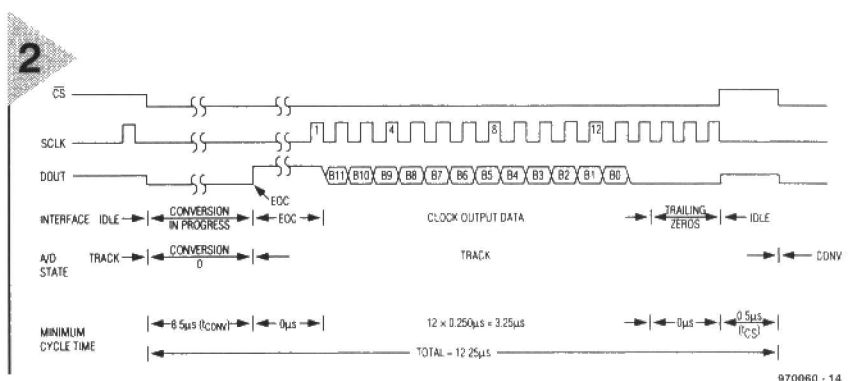 2
CS
SCLK 1 4 8 12
DOUT B11 B10 B9 B8 B7 B6 B5 B4 B3 B2 B1 B0
EOC
INTERFACE IDLE CONVERSION IN PROGRESS EOC CLOCK OUTPUT DATA TRAILING ZEROS IDLE
A/D STATE TRACK CONVERSION 0 TRACK CONV
MINIMUM CYCLE TIME 8.5µs (tCONV) 0µs 12 × 0.250µs = 3.25µs 0µs 0.5µs (tCS)
TOTAL = 12.25µs
970060 - 14